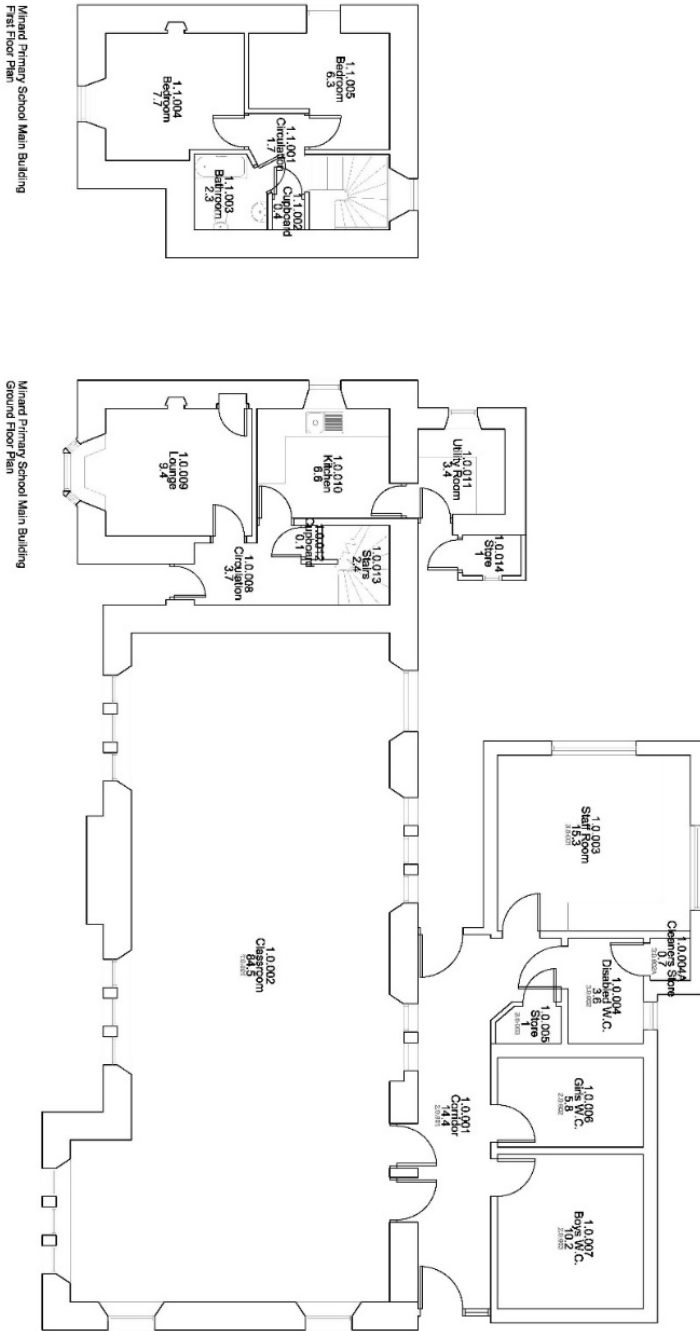 Minard Primary School Main Building
First Floor Plan
1.1.005
Bedroom
6.3
1.1.004
Bedroom
7.7
1.1.001
Circulation
1.7
1.1.002
Cupboard
0.4
1.1.003
Bathroom
2.3
Minard Primary School Main Building
Ground Floor Plan
1.0.011
Utility Room
3.4
1.0.014
Store
1
1.0.010
Kitchen
6.6
1.0.009
Lounge
9.4
1.0.013
Stairs
2.4
1.0.012
Cupboard
0.1
1.0.008
Circulation
3.7
1.0.003
Staff Room
15.3
1.0.004A
Cleaners Store
0.7
1.0.004
Disabled W.C.
3.6
1.0.005
Store
1
1.0.002
Classroom
84.5
1.0.006
Girls W.C.
5.8
1.0.001
Corridor
14.4
1.0.007
Boys W.C.
10.2